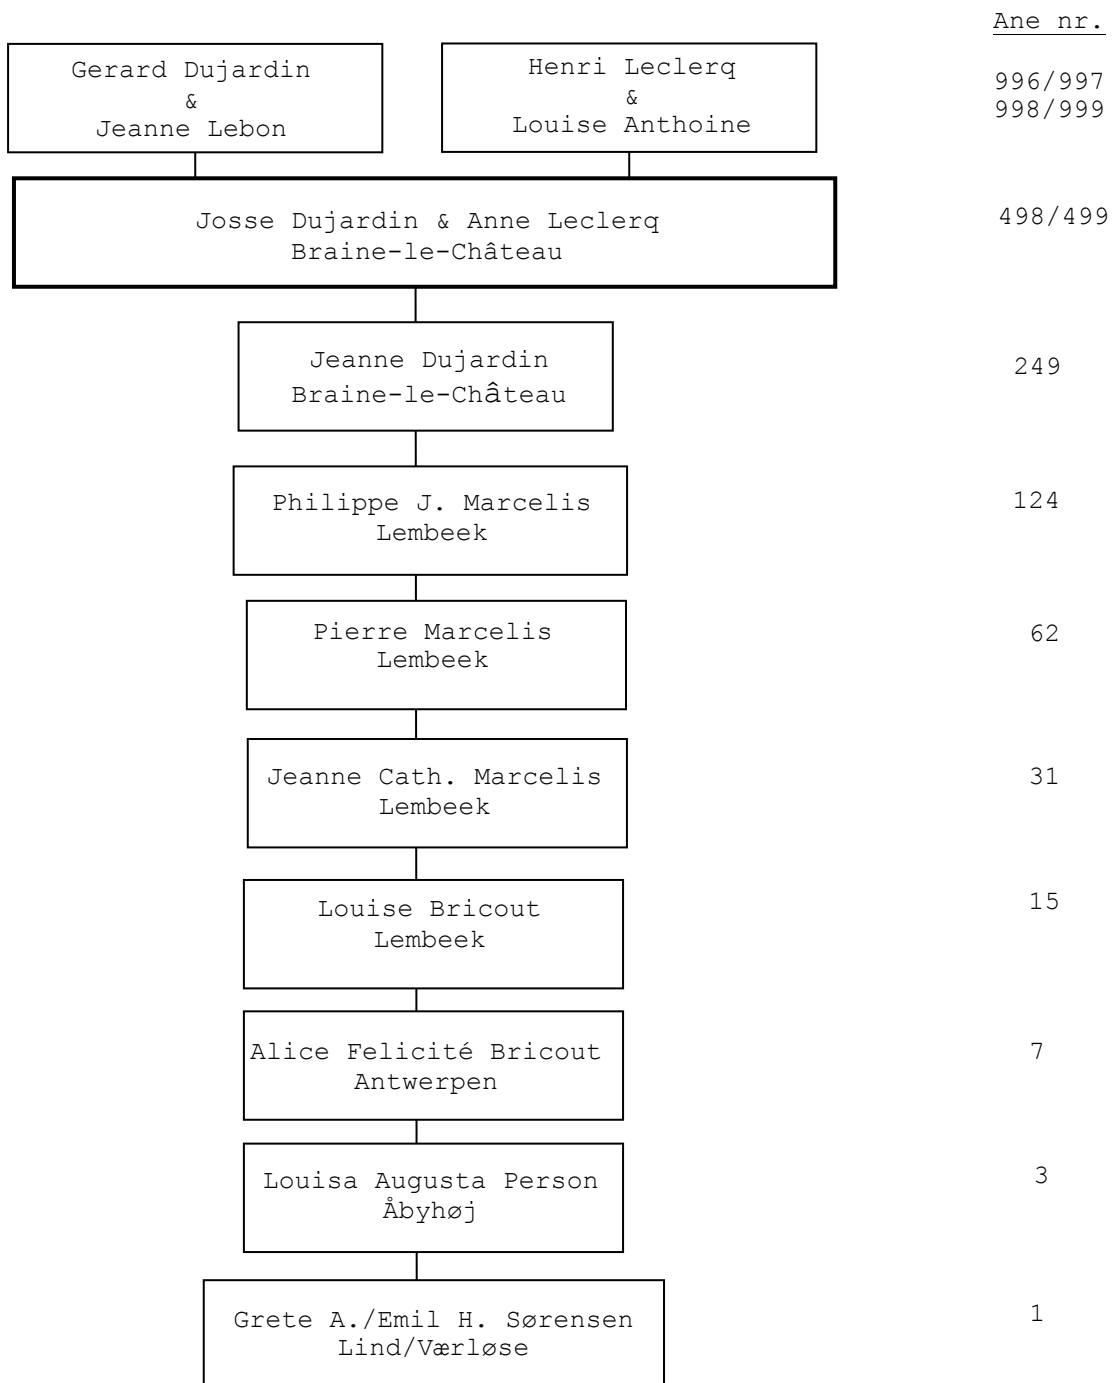 Ane nr.
Gerard Dujardin
&
Jeanne Lebon
Henri Leclerq
&
Louise Anthoine
996/997
998/999
Josse Dujardin & Anne Leclerq
Braine-le-Château
498/499
Jeanne Dujardin
Braine-le-Château
249
Philippe J. Marcelis
Lembeek
124
Pierre Marcelis
Lembeek
62
Jeanne Cath. Marcelis
Lembeek
31
Louise Bricout
Lembeek
15
Alice Felicité Bricout
Antwerpen
7
Louisa Augusta Person
Åbyhøj
3
Grete A./Emil H. Sørensen
Lind/Værløse
1